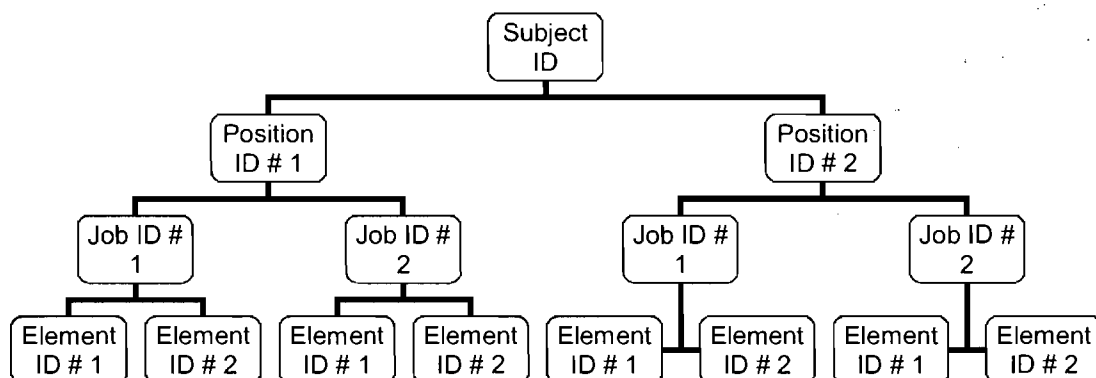 Subject
ID
Position
ID # 1
Position
ID # 2
Job ID #
1
Job ID #
2
Job ID #
1
Job ID #
2
Element
ID # 1
Element
ID # 2
Element
ID # 1
Element
ID # 2
Element
ID # 1
Element
ID # 2
Element
ID # 1
Element
ID # 2